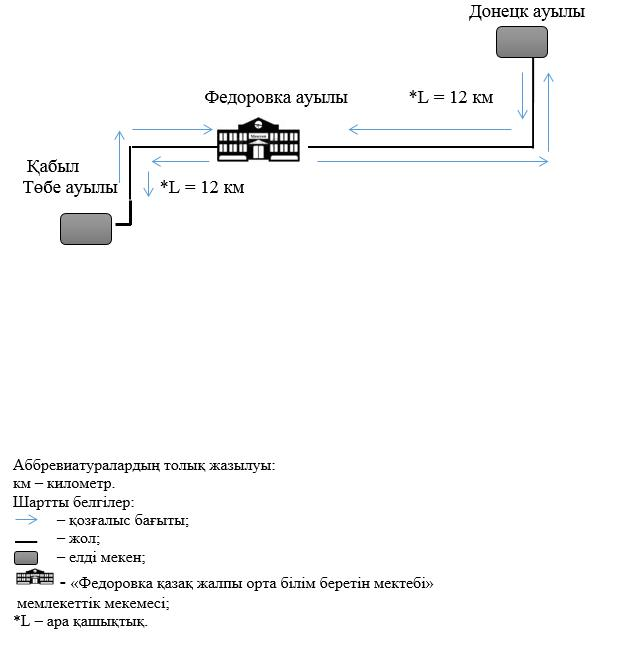 Донецк ауылы
Федоровка ауылы
*L = 12 км
Қабыл
Төбе ауылы
*L = 12 км
Аббревиатуралардың толық жазылуы:
км – километр.
Шартты белгілер:
– қозғалыс бағыты;
– жол;
– елді мекен;
- «Федоровка қазақ жалпы орта білім беретін мектебі»
мемлекеттік мекемесі;
*L – ара қашықтық.